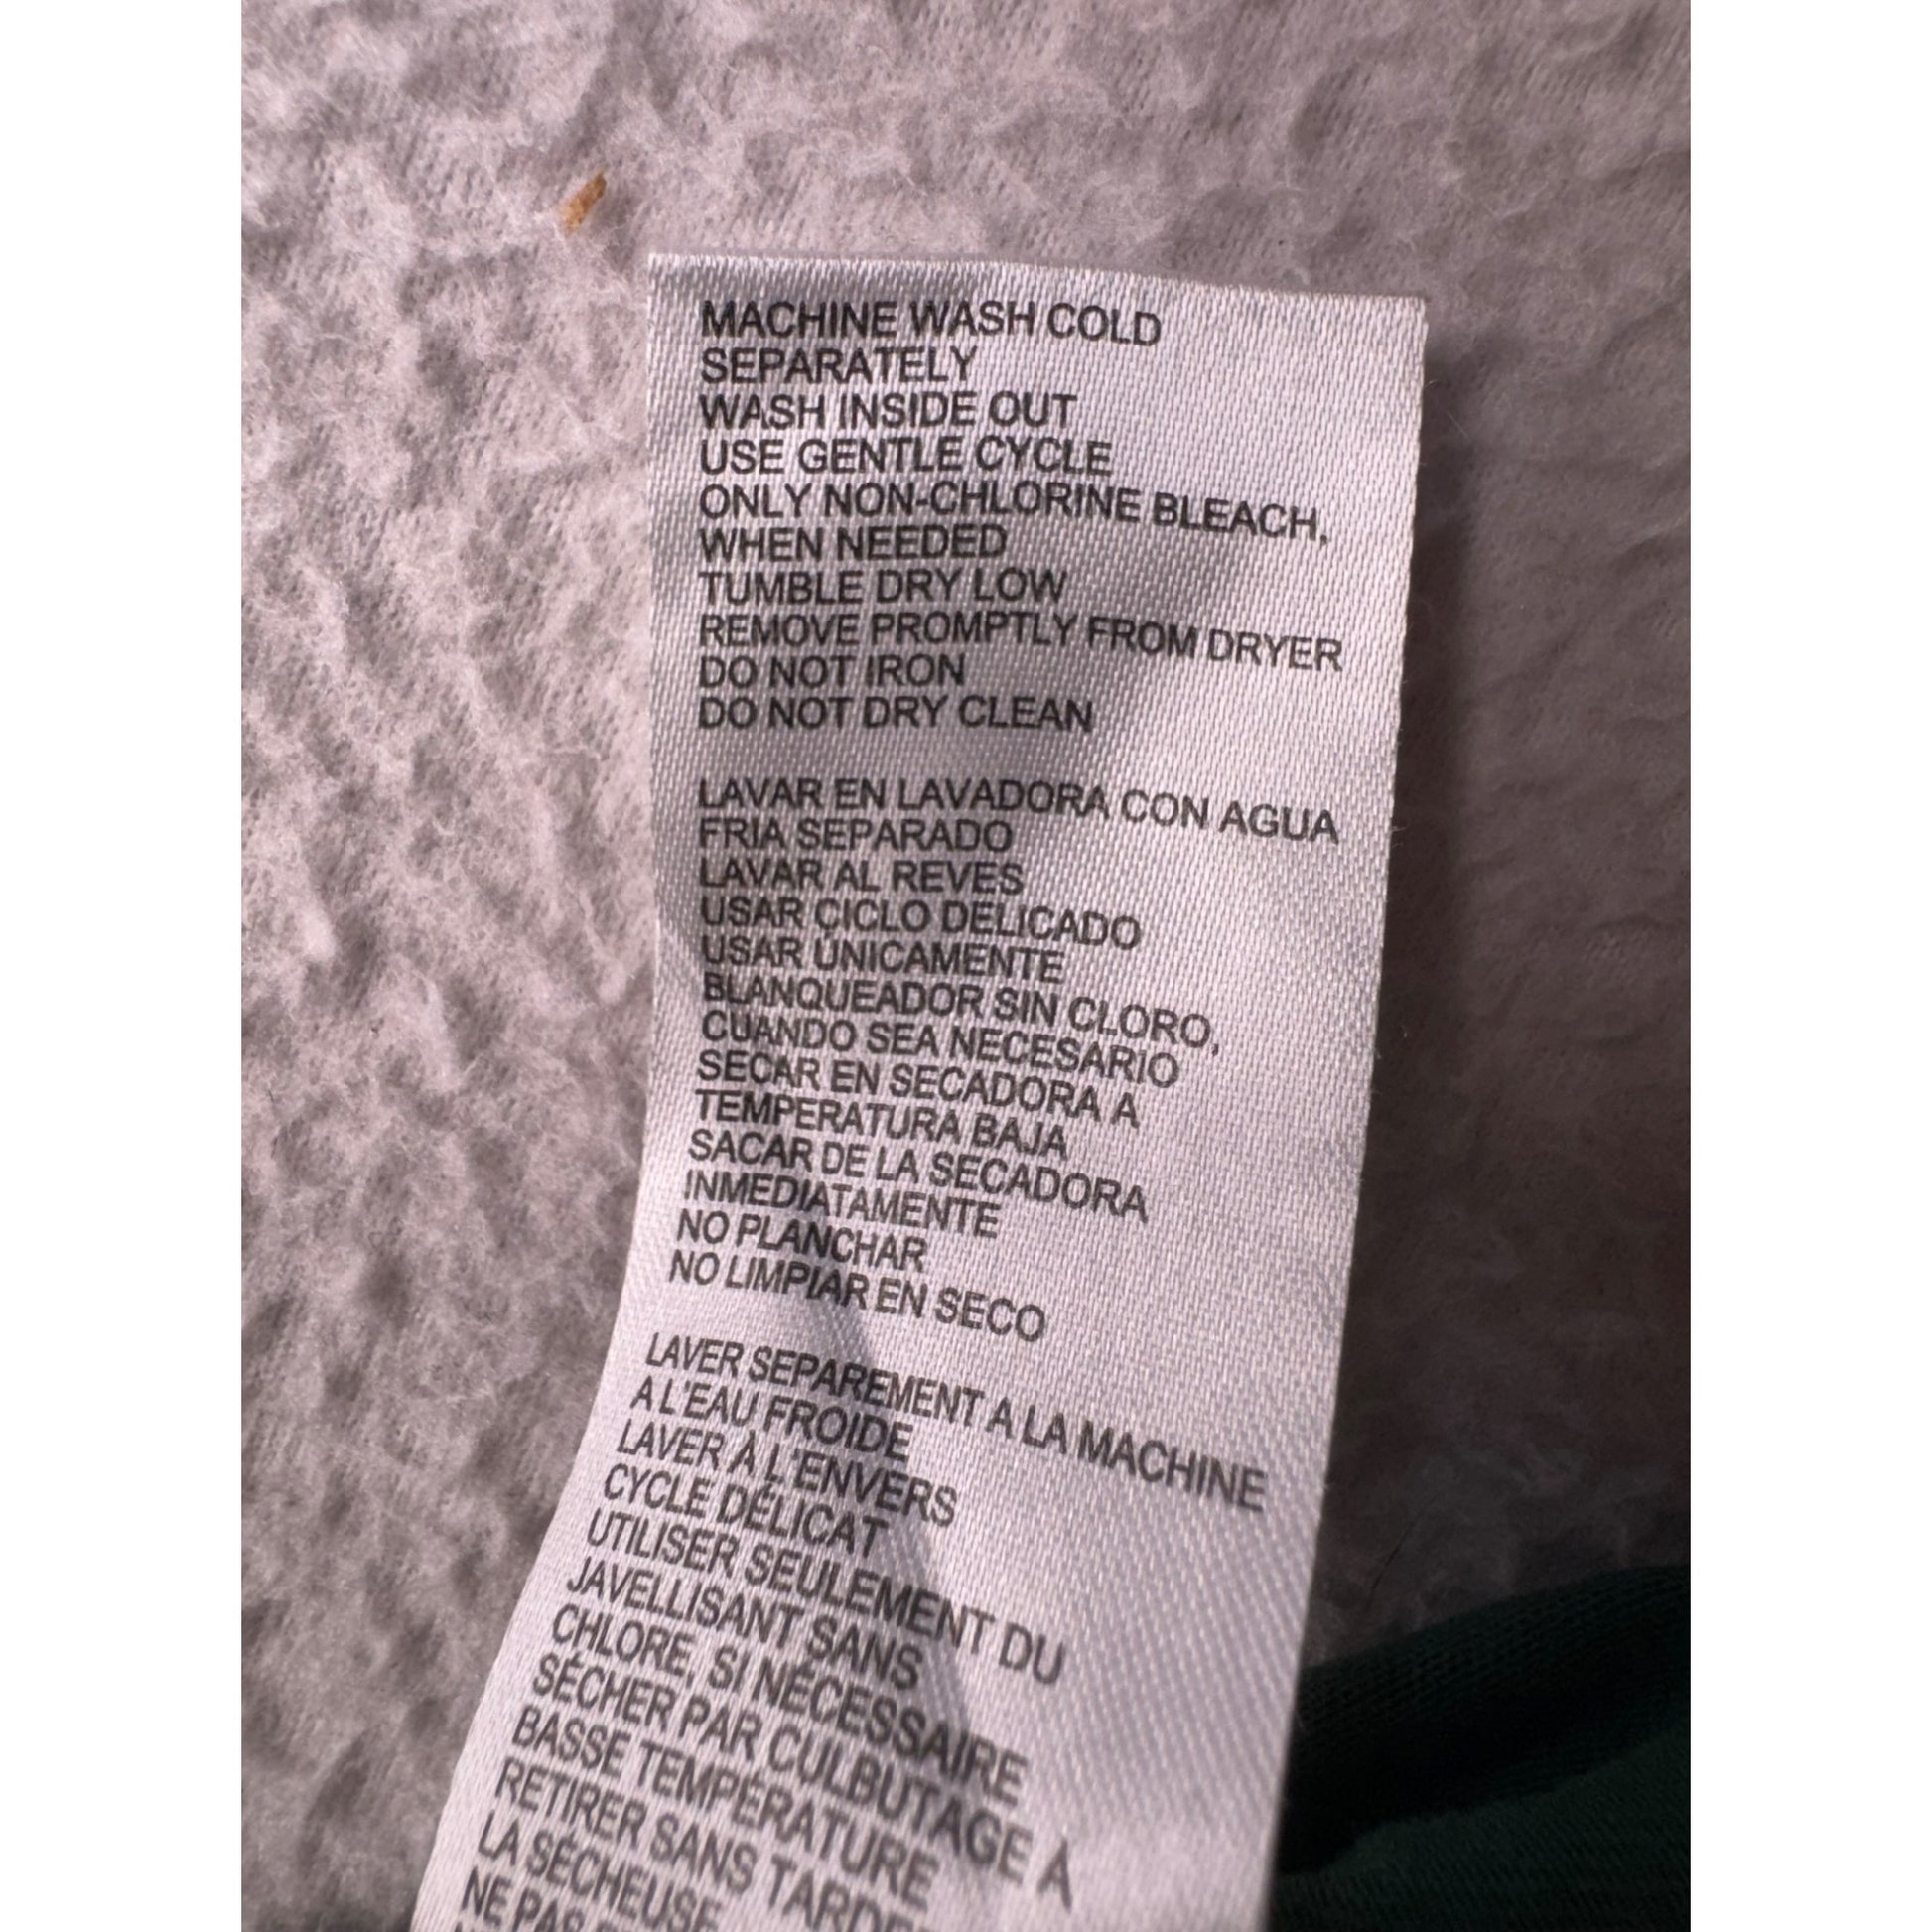 MACHINE WASH COLD
SEPARATELY
WASH INSIDE OUT
USE GENTLE CYCLE
ONLY NON-CHLORINE BLEACH,
WHEN NEEDED
TUMBLE DRY LOW
REMOVE PROMPTLY FROM DRYER
DO NOT IRON
DO NOT DRY CLEAN
LAVAR EN LAVADORA CON AGUA
FRIA SEPARADO
LAVAR AL REVES
USAR CICLO DELICADO
USAR ÚNICAMENTE
BLANQUEADOR SIN CLORO,
CUANDO SEA NECESARIO
SECAR EN SECADORA A
TEMPERATURA BAJA
SACAR DE LA SECADORA
INMEDIATAMENTE
NO PLANCHAR
NO LIMPIAR EN SECO
LAVER SEPAREMENT A LA MACHINE
A L'EAU FROIDE
LAVER À L'ENVERS
CYCLE DÉLICAT
UTILISER SEULEMENT DU
JAVELLISANT SANS
CHLORE, SI NÉCESSAIRE
SÉCHER PAR CULBUTAGE À
BASSE TEMPÉRATURE
RETIRER SANS
LA SÉCHEUSE
NE PAS